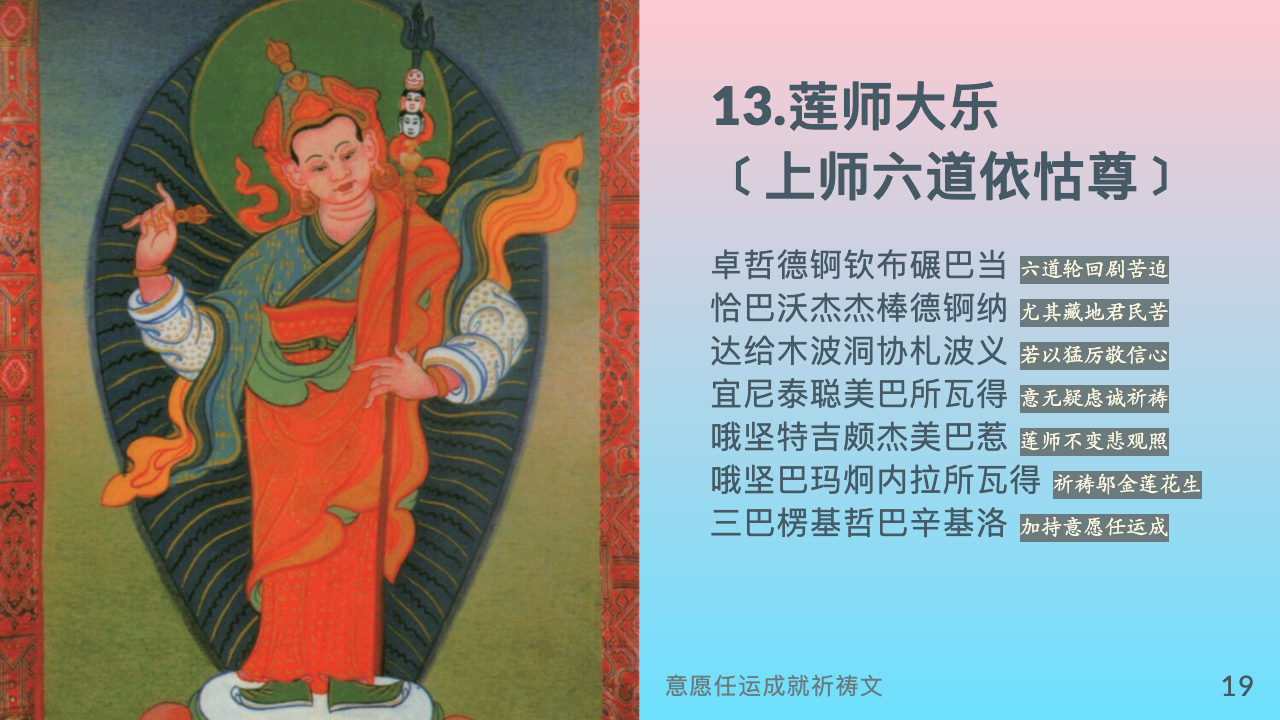 13.莲师大乐
﹝上师六道依怙尊﹞
卓哲德锕钦布碾巴当 六道轮回剧苦迫
恰巴沃杰杰棒德锕纳 尤其藏地君民苦
达给木波洞协札波义 若以猛厉敬信心
宜尼泰聪美巴所瓦得 意无疑虑诚祈祷
哦坚特吉颇杰美巴惹 莲师不变悲观照
哦坚巴玛炯内拉所瓦得 祈祷邬金莲花生
三巴楞基哲巴辛基洛 加持意愿任运成
意愿任运成就祈祷文
19